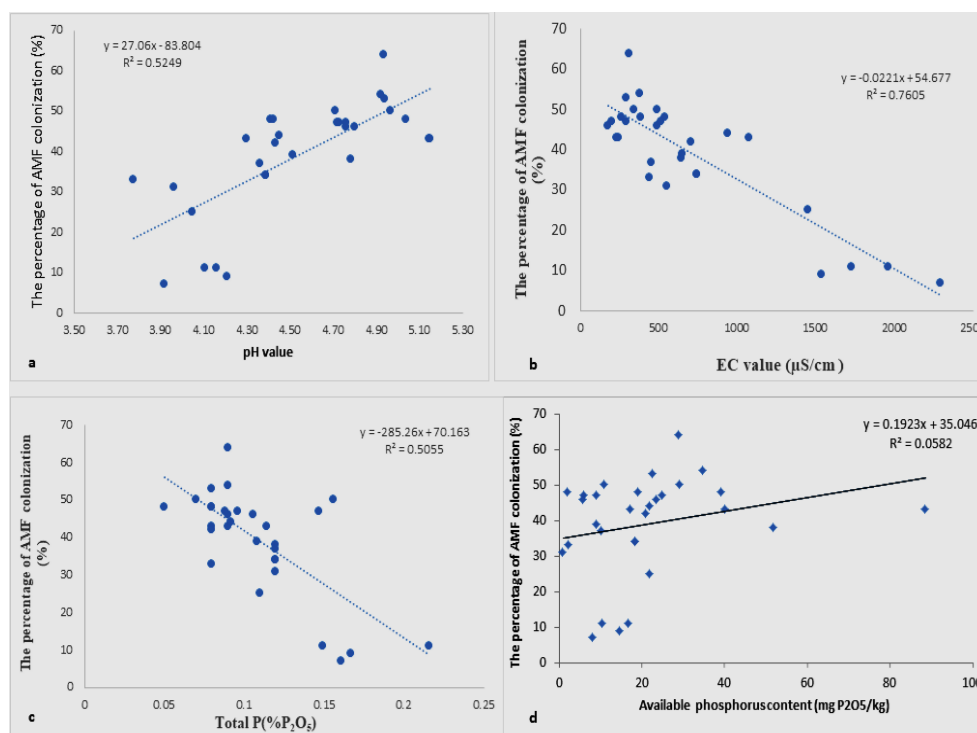 The percentage of AMF colonization (%)
y = 27.06x - 83.804
R² = 0.5249
70
60
50
40
30
20
10
0
3.50 3.70 3.90 4.10 4.30 4.50 4.70 4.90 5.10 5.30
pH value
a
The percentage of AMF colonization
(%)
y = -0.0221x + 54.677
R² = 0.7605
70
60
50
40
30
20
10
0
0 500 1000 1500 2000 250
EC value (µS/cm )
b
The percentage of AMF colonization
(%)
y = -285.26x + 70.163
R² = 0.5055
70
60
50
40
30
20
10
0
0 0.05 0.1 0.15 0.2 0.25
Total P(%P₂O₅)
c
The percentage of AMF colonization (%)
y = 0.1923x + 35.046
R² = 0.0582
70
60
50
40
30
20
10
0
0 20 40 60 80 100
Available phosphorus content (mg P2O5/kg)
d